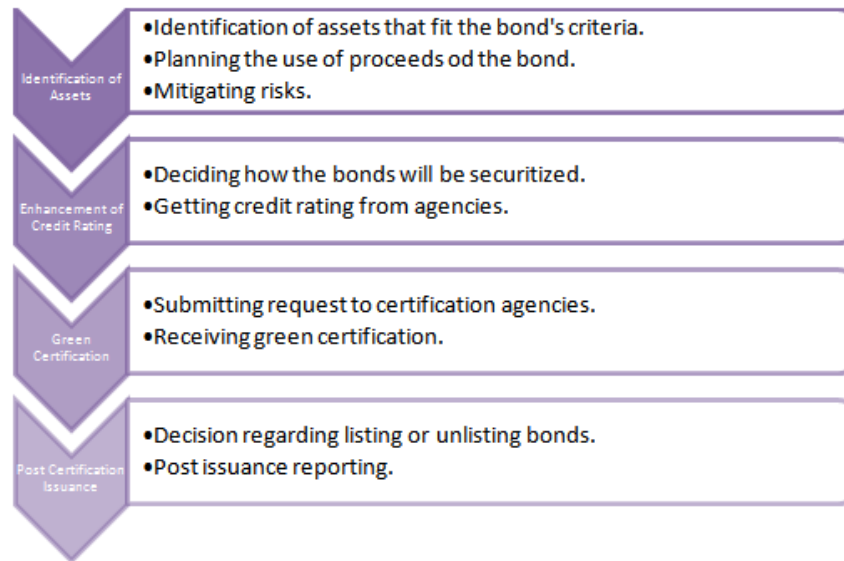 Identification of
Assets
•Identification of assets that fit the bond's criteria.
•Planning the use of proceeds od the bond.
•Mitigating risks.
Enhancement of
Credit Rating
•Deciding how the bonds will be securitized.
•Getting credit rating from agencies.
Green
Certification
•Submitting request to certification agencies.
•Receiving green certification.
Post Certification
Issuance
•Decision regarding listing or unlisting bonds.
•Post issuance reporting.